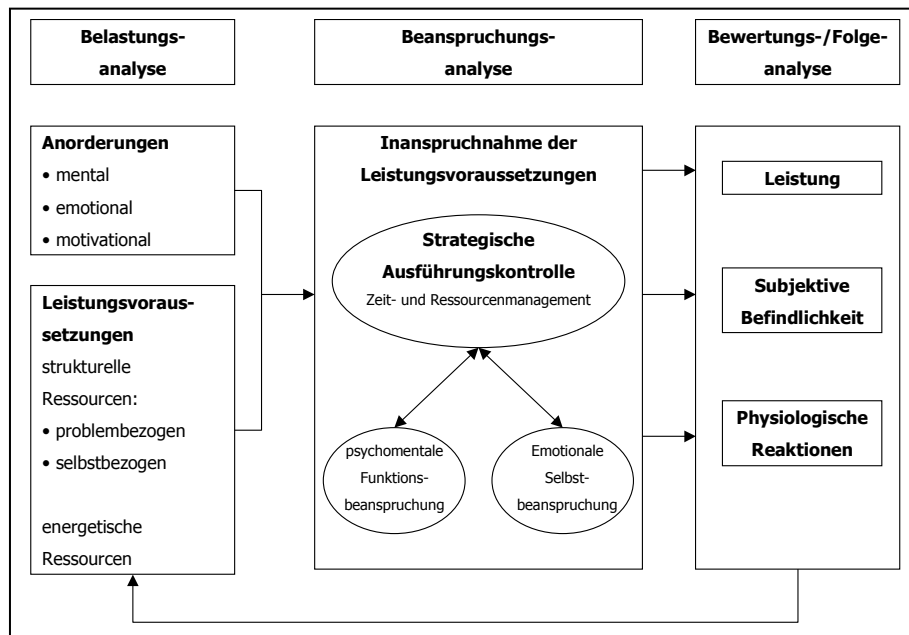 Belastungs-
analyse
Beanspruchungs-
analyse
Bewertungs-/Folge-
analyse
Anorderungen
• mental
• emotional
• motivational
Leistungsvoraus-
setzungen
strukturelle
Ressourcen:
• problembezogen
• selbstbezogen
energetische
Ressourcen
Inanspruchnahme der
Leistungsvoraussetzungen
Strategische
Ausführungskontrolle
Zeit- und Ressourcenmanagement
psychomentale
Funktions-
beanspruchung
Emotionale
Selbst-
beanspruchung
Leistung
Subjektive
Befindlichkeit
Physiologische
Reaktionen